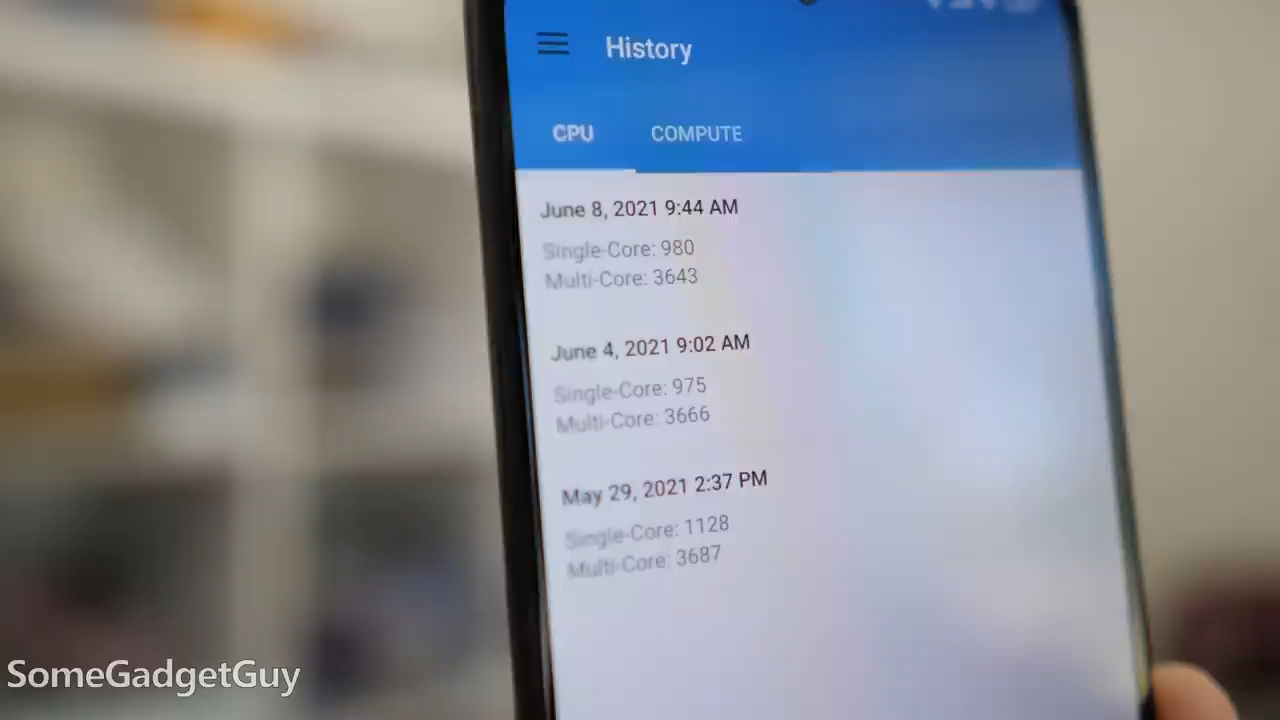 History
CPU
COMPUTE
June 8, 2021 9:44 AM
Single-Core: 980
Multi-Core: 3643
June 4, 2021 9:02 AM
Single-Core: 975
Multi-Core: 3666
May 29, 2021 2:37 PM
Single-Core: 1128
Multi-Core: 3687
SomeGadgetGuy